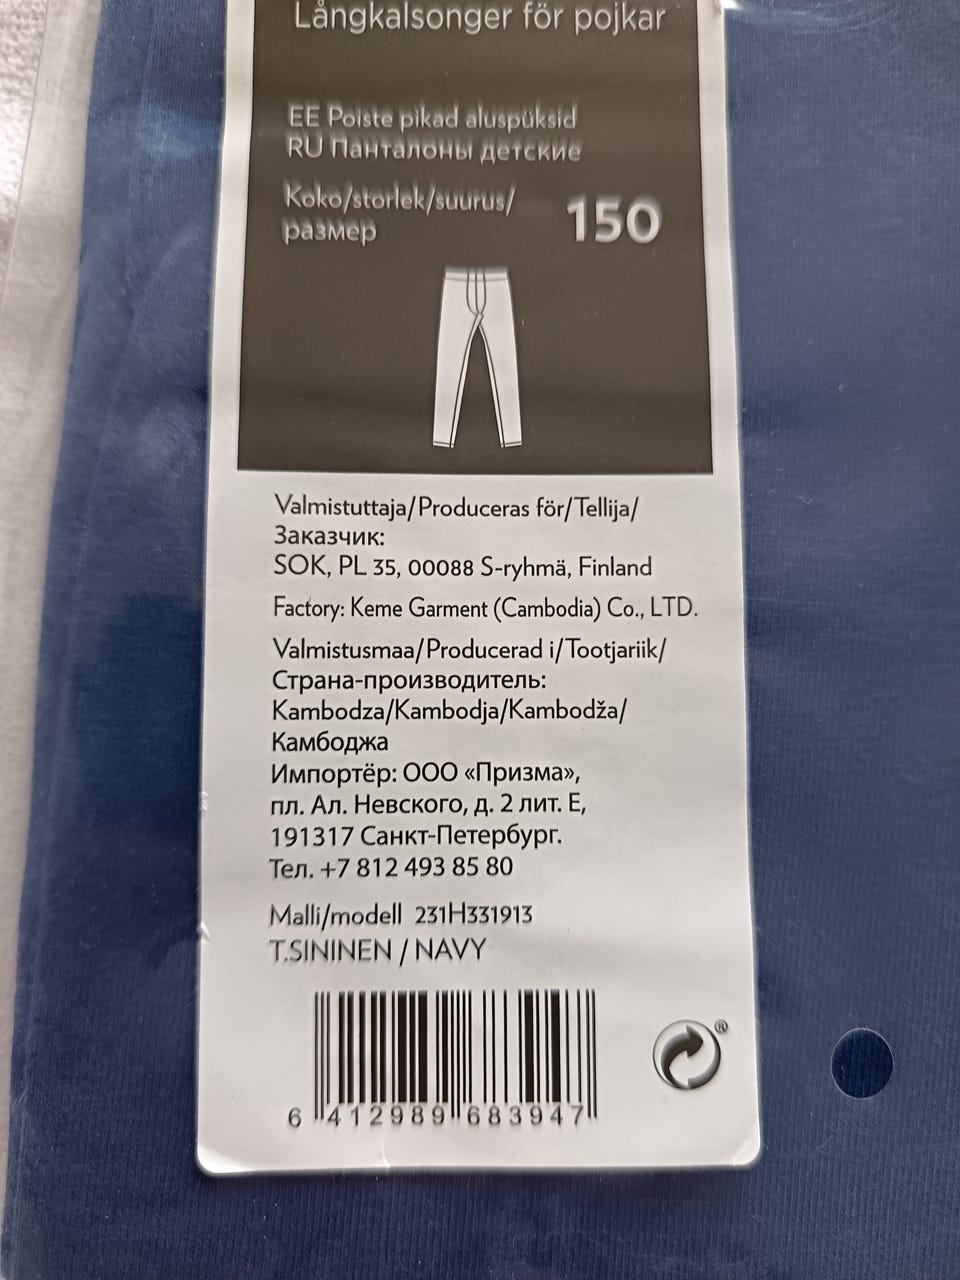 Långkalsonger för pojkar
EE Poiste pikad aluspüksid
RU Панталоны детские
Koko/storlek/suurus/
размер
150
Valmistuttaja/Produceras för/Tellija/
Заказчик:
SOK, PL 35, 00088 S-ryhmä, Finland
Factory: Keme Garment (Cambodia) Co., LTD.
Valmistusmaa/Producerad i/Tootjariik/
Страна-производитель:
Kambodza/Kambodja/Kambodža/
Камбоджа
Импортёр: ООО «Призма»,
пл. Ал. Невского, д. 2 лит. Е,
191317 Санкт-Петербург.
Тел. +7 812 493 85 80
Malli/modell 231H331913
T.SININEN / NAVY
®
6 412989 683947